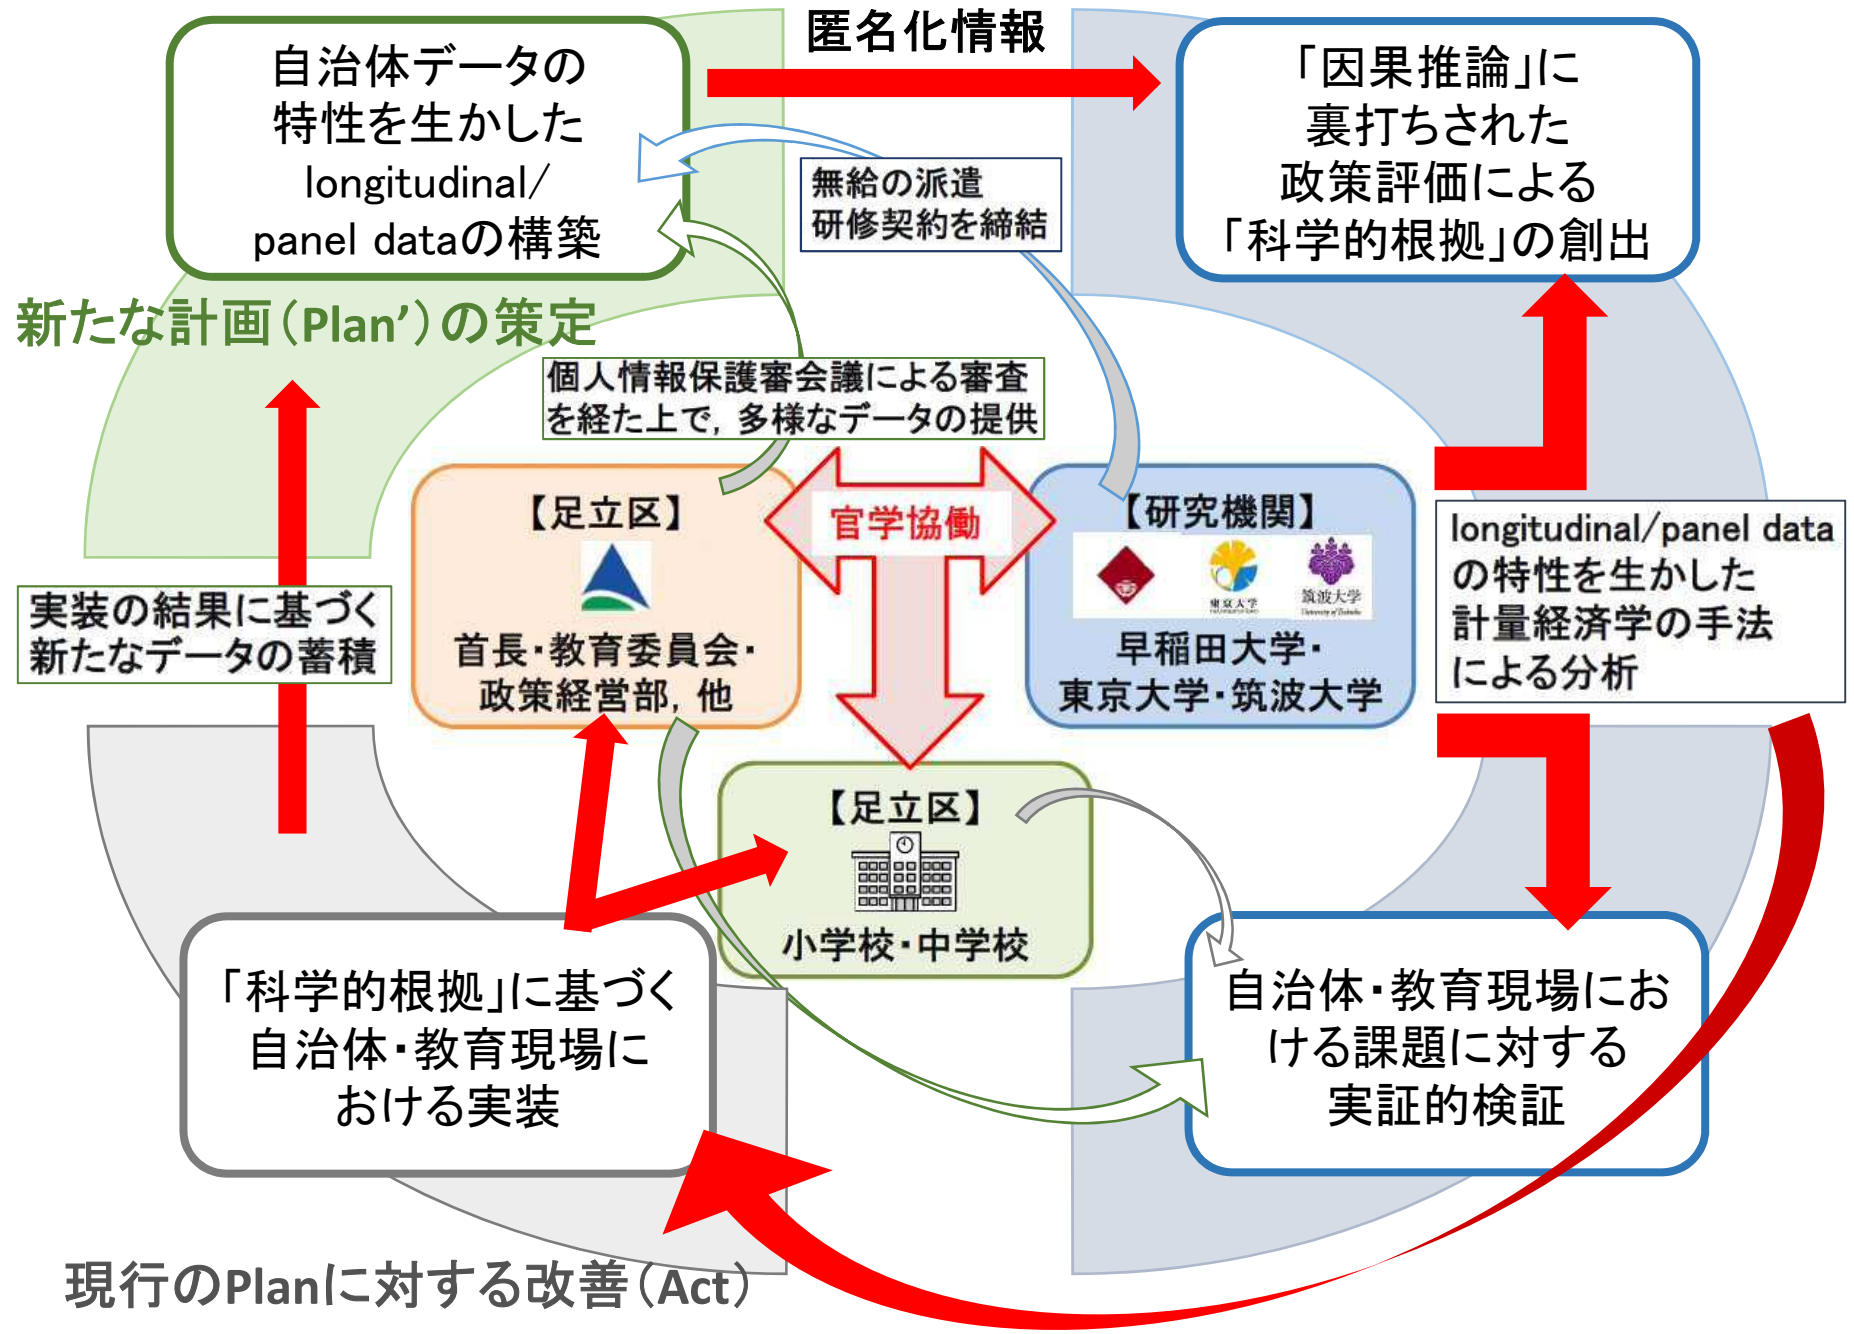 匿名化情報
自治体データの
特性を生かした
longitudinal/
panel dataの構築
「因果推論」に
裏打ちされた
政策評価による
「科学的根拠」の創出
無給の派遣
研修契約を締結
新たな計画（Plan’）の策定
個人情報保護審会議による審査
を経た上で，多様なデータの提供
【足立区】
首長・教育委員会・
政策経営部，他
官学協働
【研究機関】
東京大学
筑波大学
University of Tsukuba
早稲田大学・
東京大学・筑波大学
longitudinal/panel data
の特性を生かした
計量経済学の手法
による分析
実装の結果に基づく
新たなデータの蓄積
【足立区】
小学校・中学校
「科学的根拠」に基づく
自治体・教育現場に
おける実装
自治体・教育現場にお
ける課題に対する
実証的検証
現行のPlanに対する改善（Act）